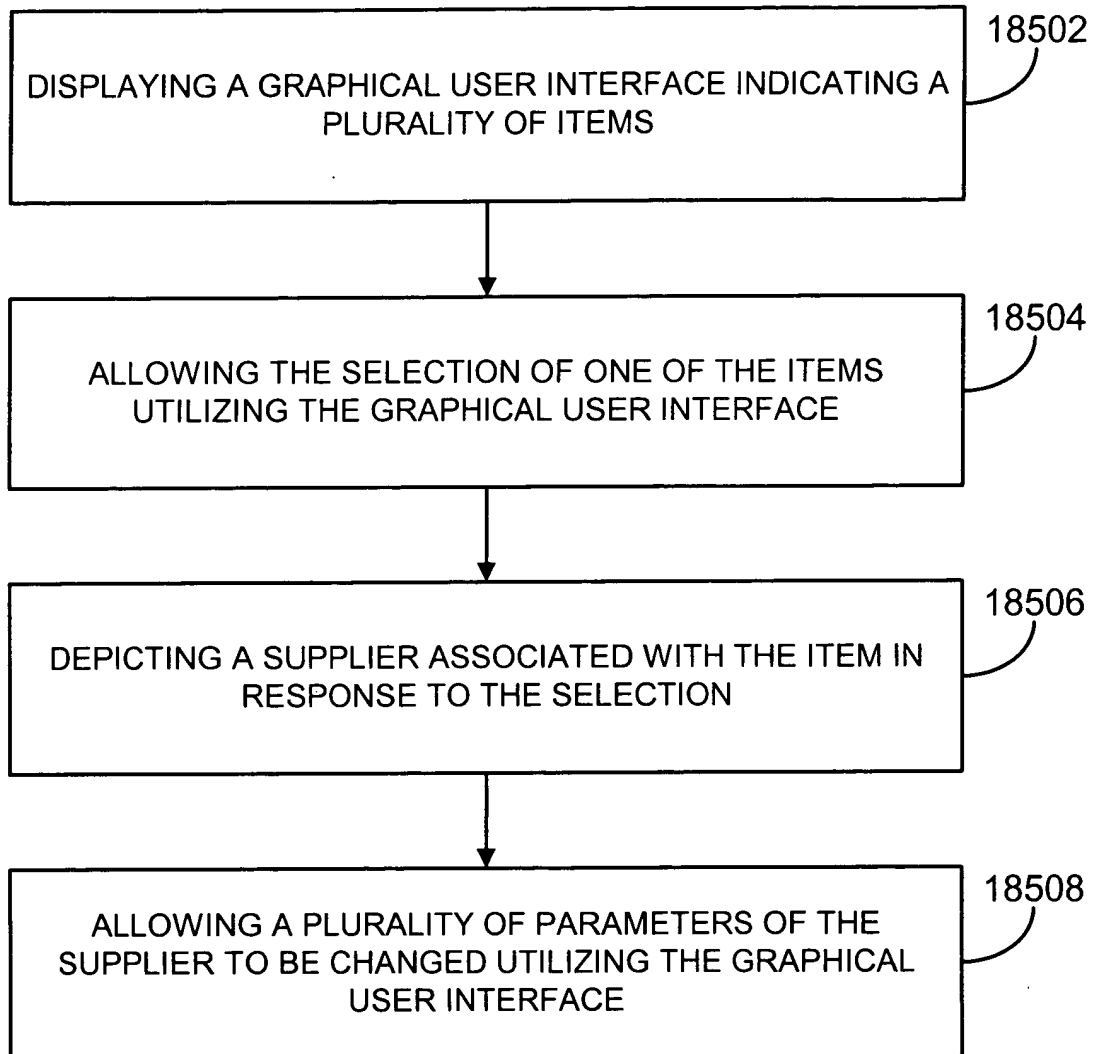 18502
DISPLAYING A GRAPHICAL USER INTERFACE INDICATING A
PLURALITY OF ITEMS
18504
ALLOWING THE SELECTION OF ONE OF THE ITEMS
UTILIZING THE GRAPHICAL USER INTERFACE
18506
DEPICTING A SUPPLIER ASSOCIATED WITH THE ITEM IN
RESPONSE TO THE SELECTION
18508
ALLOWING A PLURALITY OF PARAMETERS OF THE
SUPPLIER TO BE CHANGED UTILIZING THE GRAPHICAL
USER INTERFACE